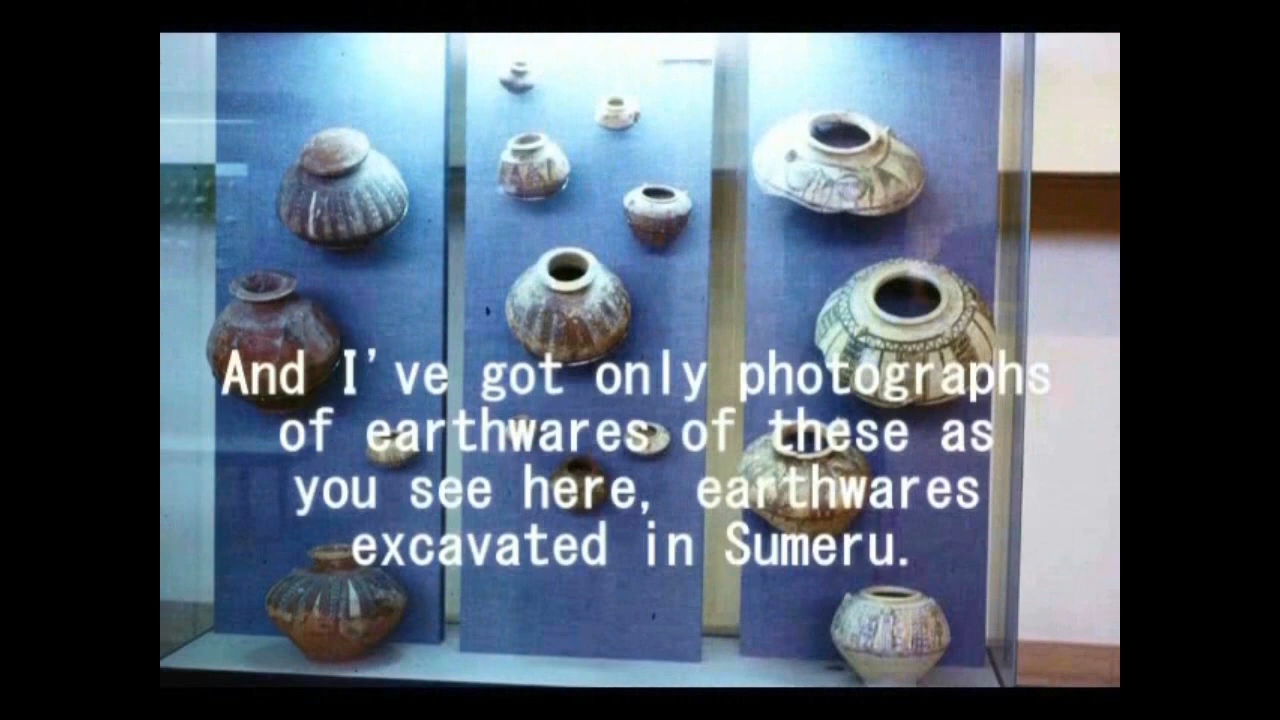 And I've got only photographs
of earthwares of these as
you see here, earthwares
excavated in Sumeru.